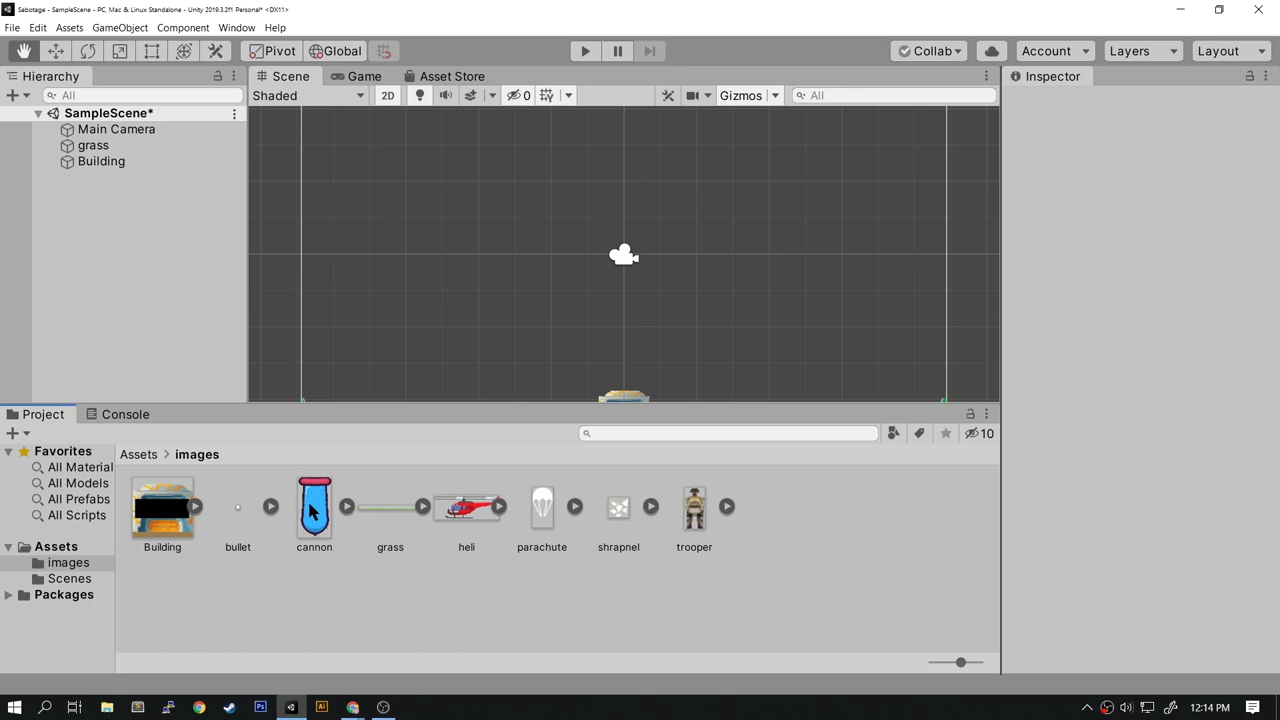 Sabotage - SampleScene - PC, Mac & Linux Standalone - Unity 2019.3.2f1 Personal* <DX11>
File Edit Assets GameObject Component Window Help
Pivot Global Collab Account Layers Layout
Hierarchy Scene Game Asset Store Inspector
All Shaded 2D 0 Gizmos All
SampleScene*
Main Camera
grass
Building
Project Console
10
Favorites Assets images
All Material
All Models
All Prefabs
All Scripts
Building bullet cannon grass heli parachute shrapnel trooper
Assets
images
Scenes
Packages
12:14 PM